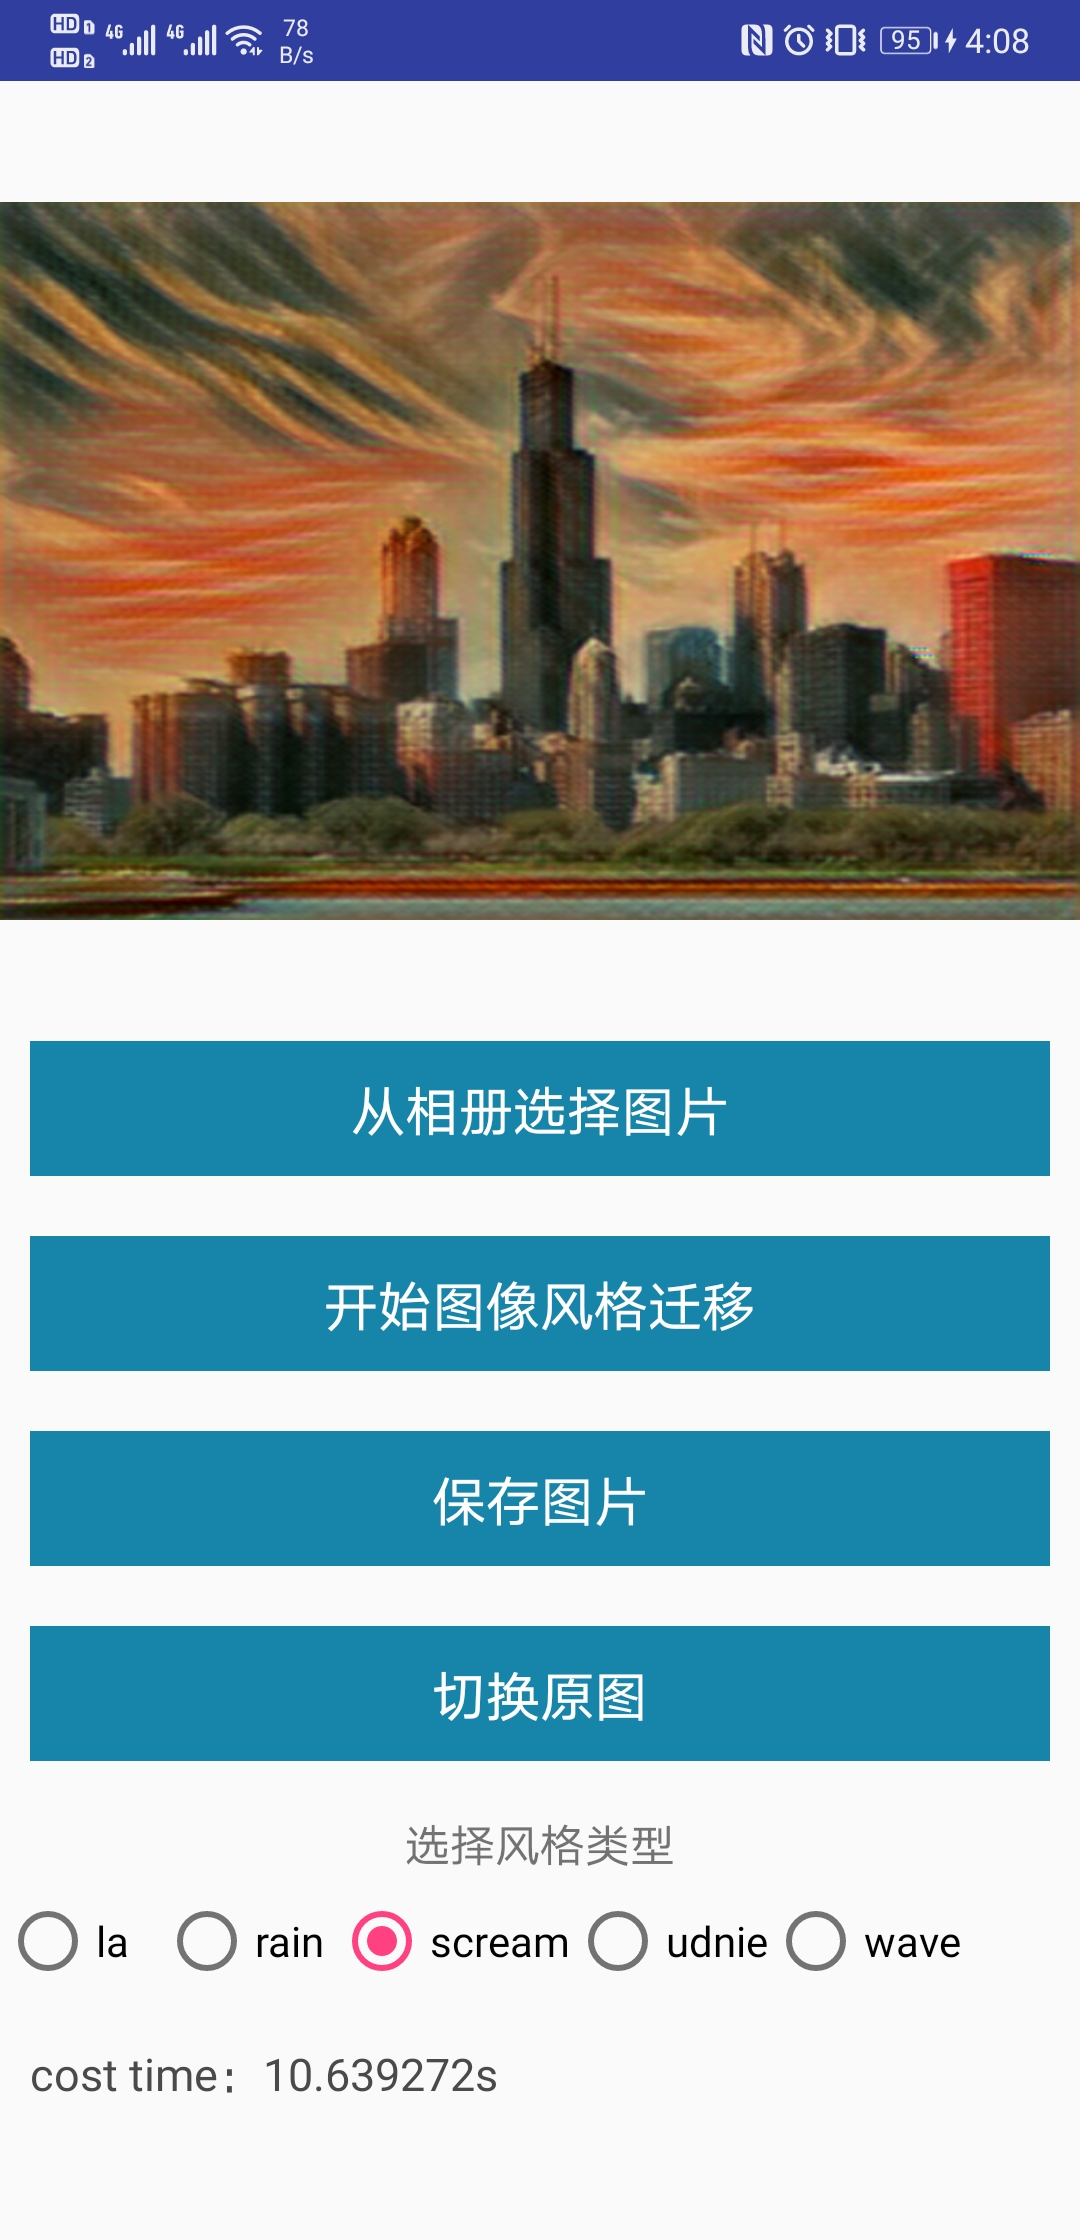 HD 1 4G 4G 78 95 4:08
HD 2 B/s
从相册选择图片
开始图像风格迁移
保存图片
切换原图
选择风格类型
la rain scream udnie wave
cost time：10.639272s